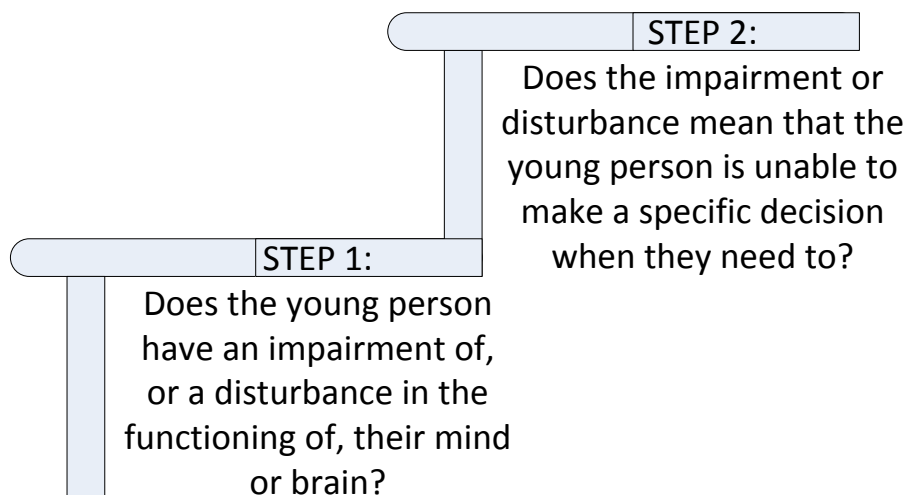 STEP 2:
Does the impairment or
disturbance mean that the
young person is unable to
make a specific decision
when they need to?
STEP 1:
Does the young person
have an impairment of,
or a disturbance in the
functioning of, their mind
or brain?